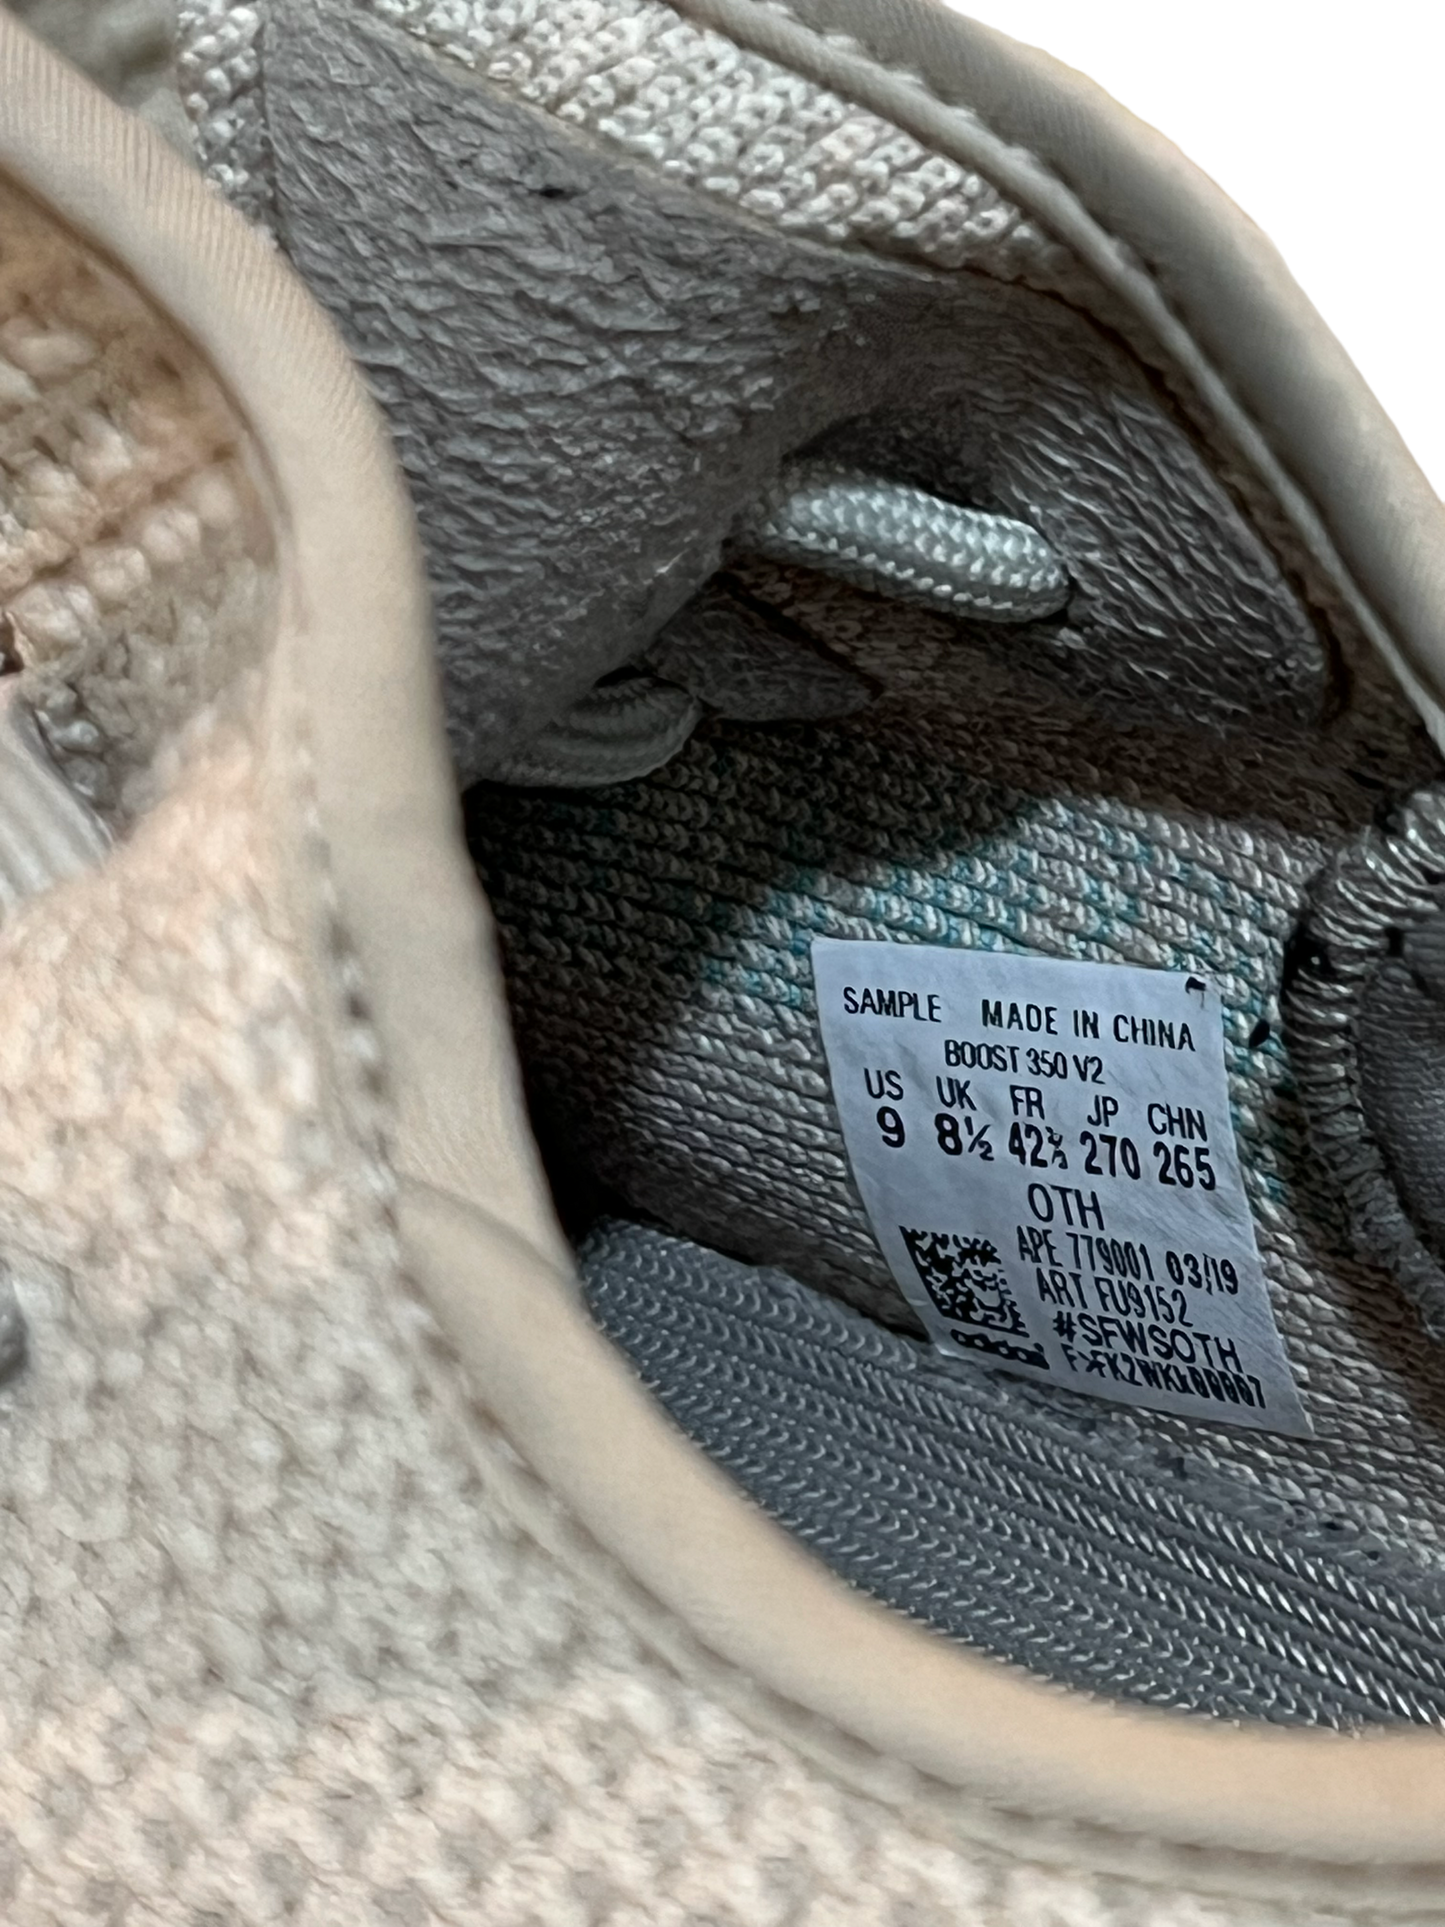 SAMPLE MADE IN CHINA
BOOST 350 V2
US UK FR JP CHN
9 8½ 42⅔ 270 265
OTH
APE 779001 03/19
ART FU9152
#SFWSOTH
adidas